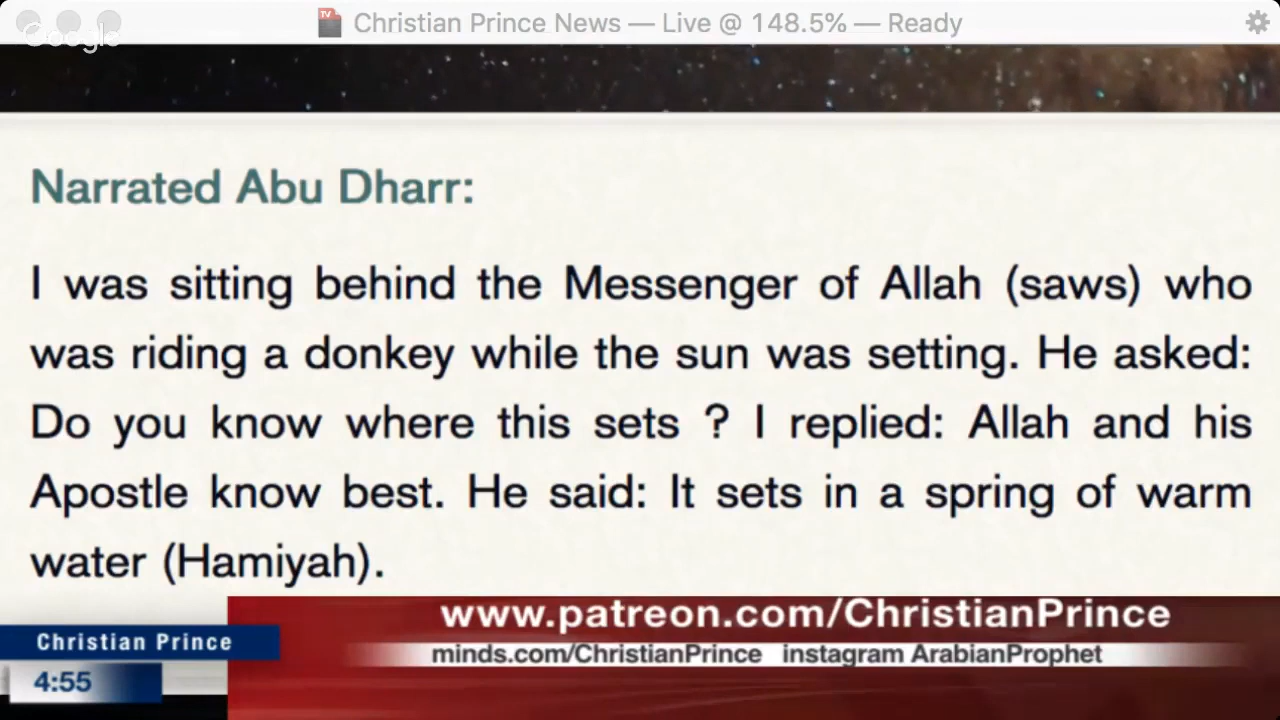 Christian Prince News — Live @ 148.5% — Ready
Google
Narrated Abu Dharr:
I was sitting behind the Messenger of Allah (saws) who
was riding a donkey while the sun was setting. He asked:
Do you know where this sets ? I replied: Allah and his
Apostle know best. He said: It sets in a spring of warm
water (Hamiyah).
www.patreon.com/ChristianPrince
Christian Prince
minds.com/ChristianPrince instagram ArabianProphet
4:55